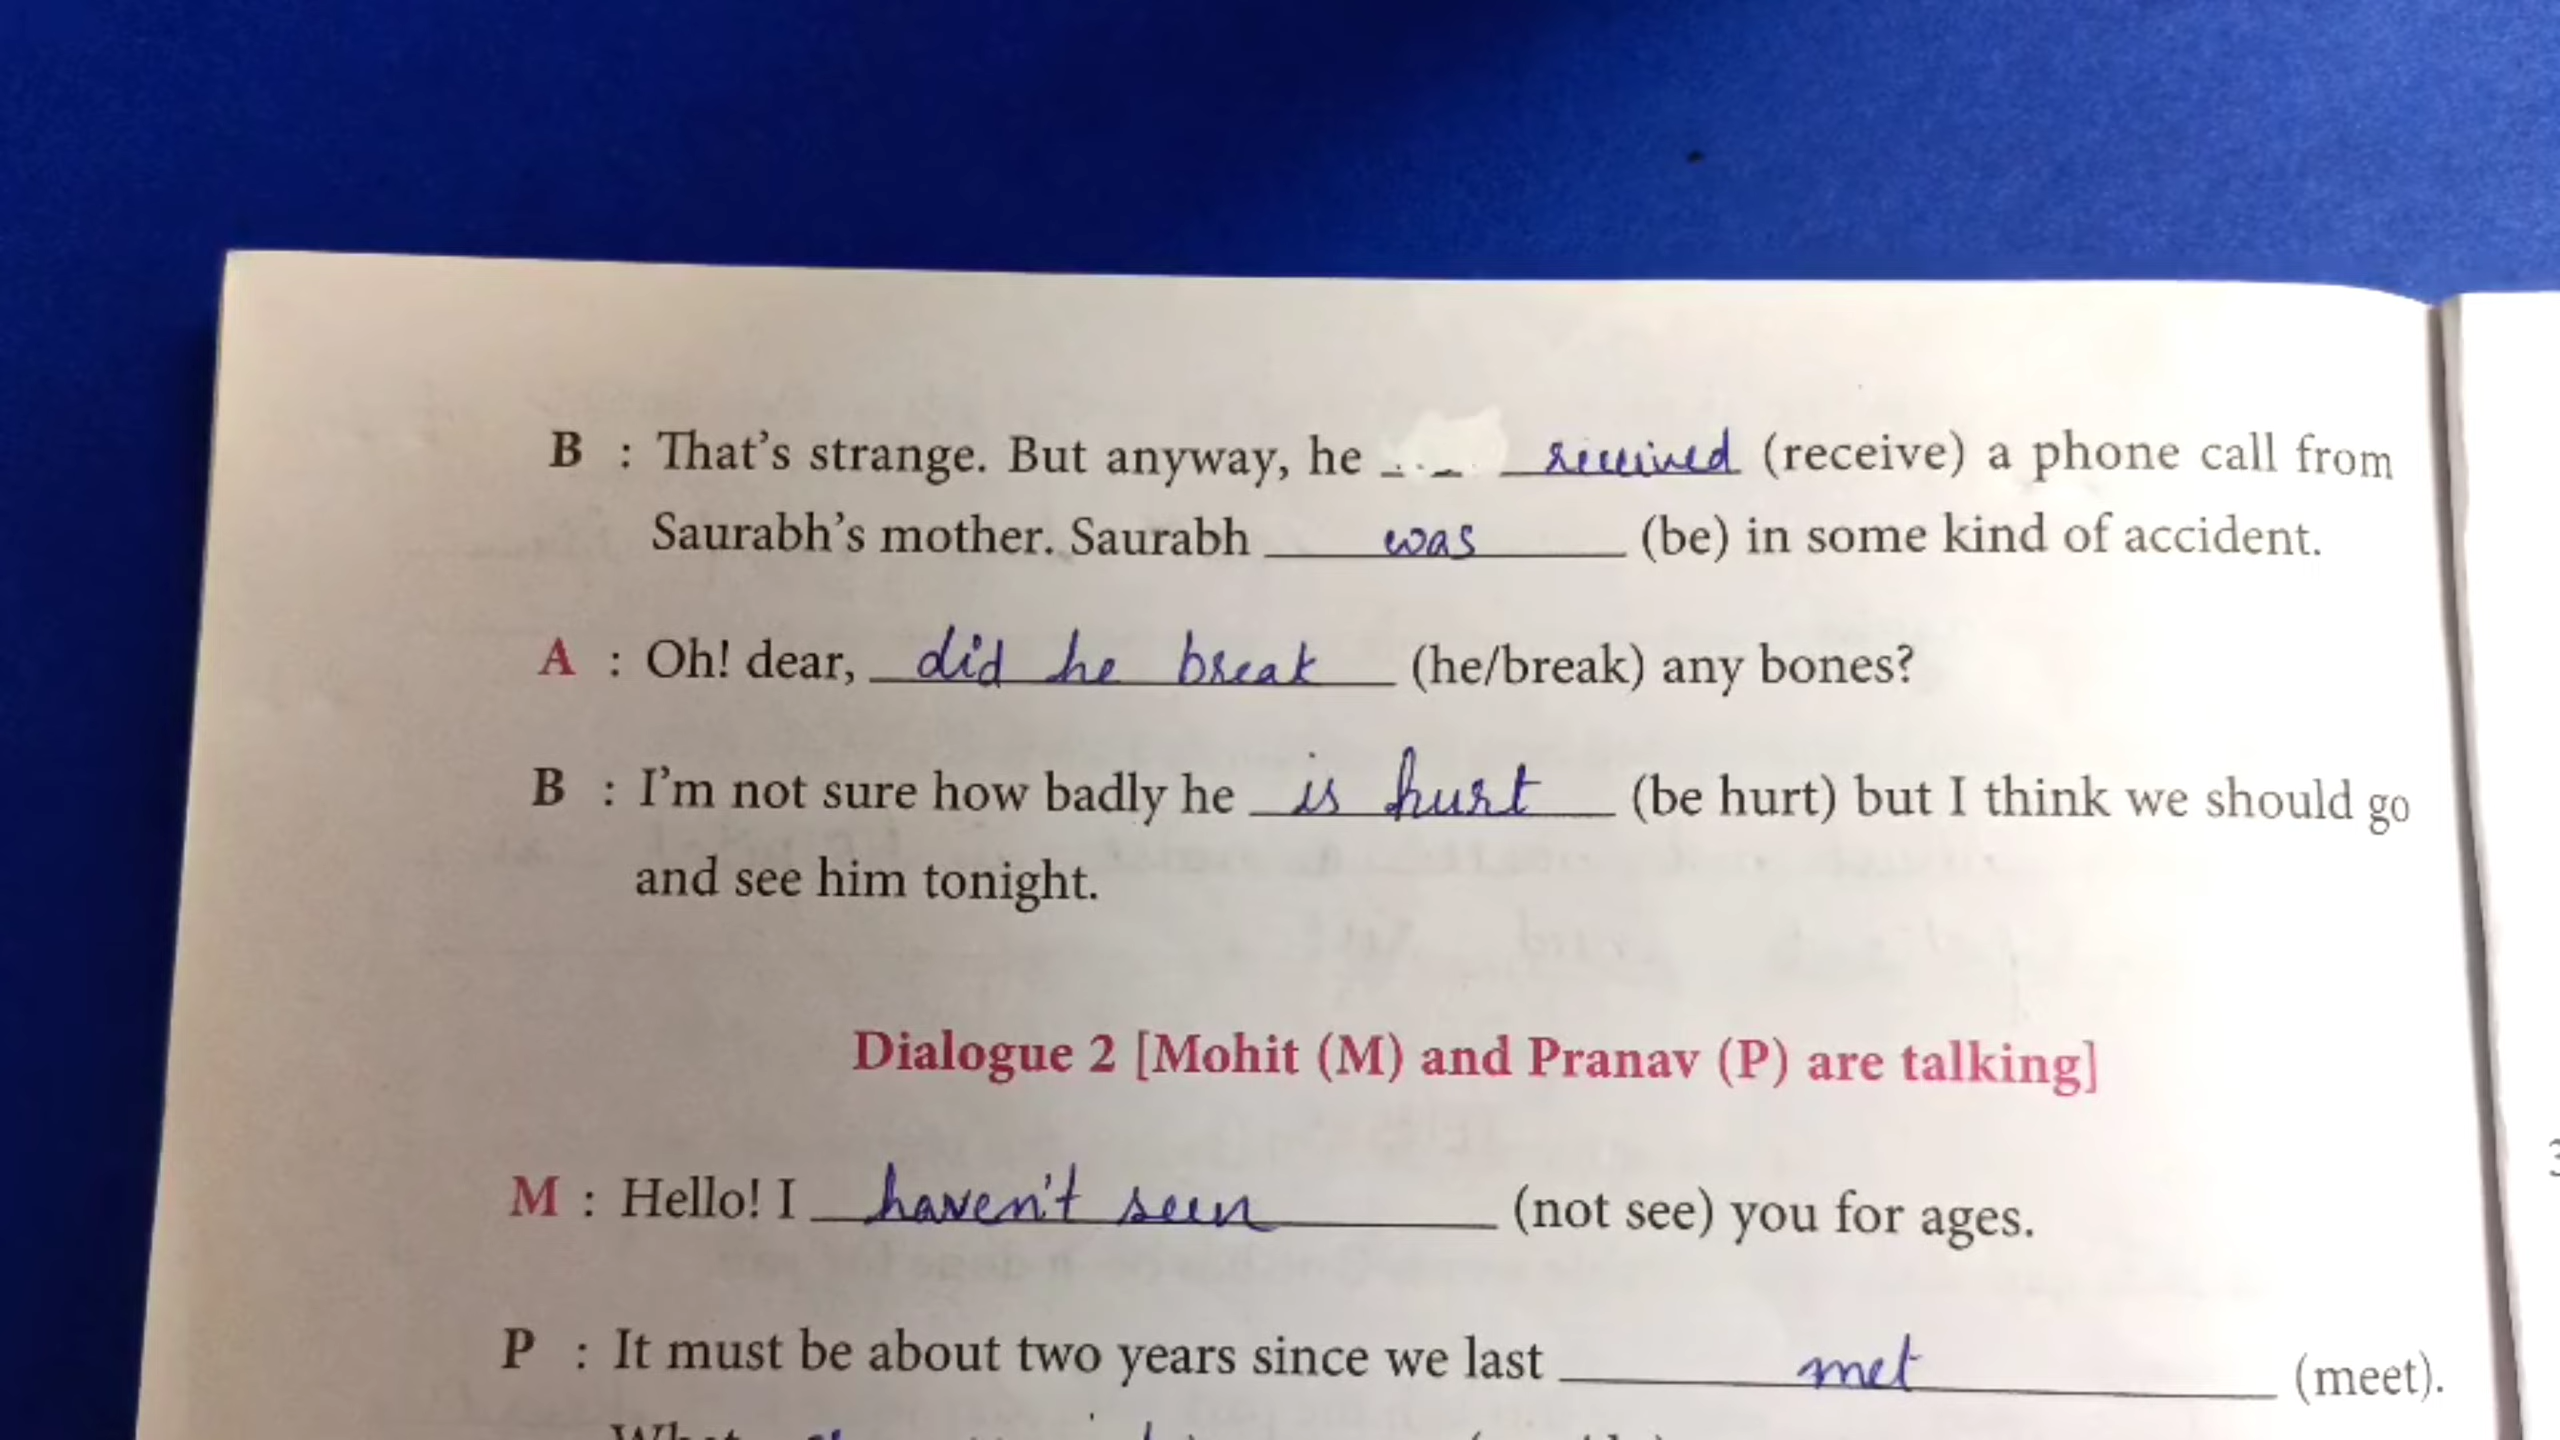 B : That's strange. But anyway, he received (receive) a phone call from
Saurabh's mother. Saurabh was (be) in some kind of accident.
A : Oh! dear, did he break (he/break) any bones?
B : I'm not sure how badly he is hurt (be hurt) but I think we should go
and see him tonight.
Dialogue 2 [Mohit (M) and Pranav (P) are talking]
M : Hello! I haven't seen (not see) you for ages.
P : It must be about two years since we last met (meet).